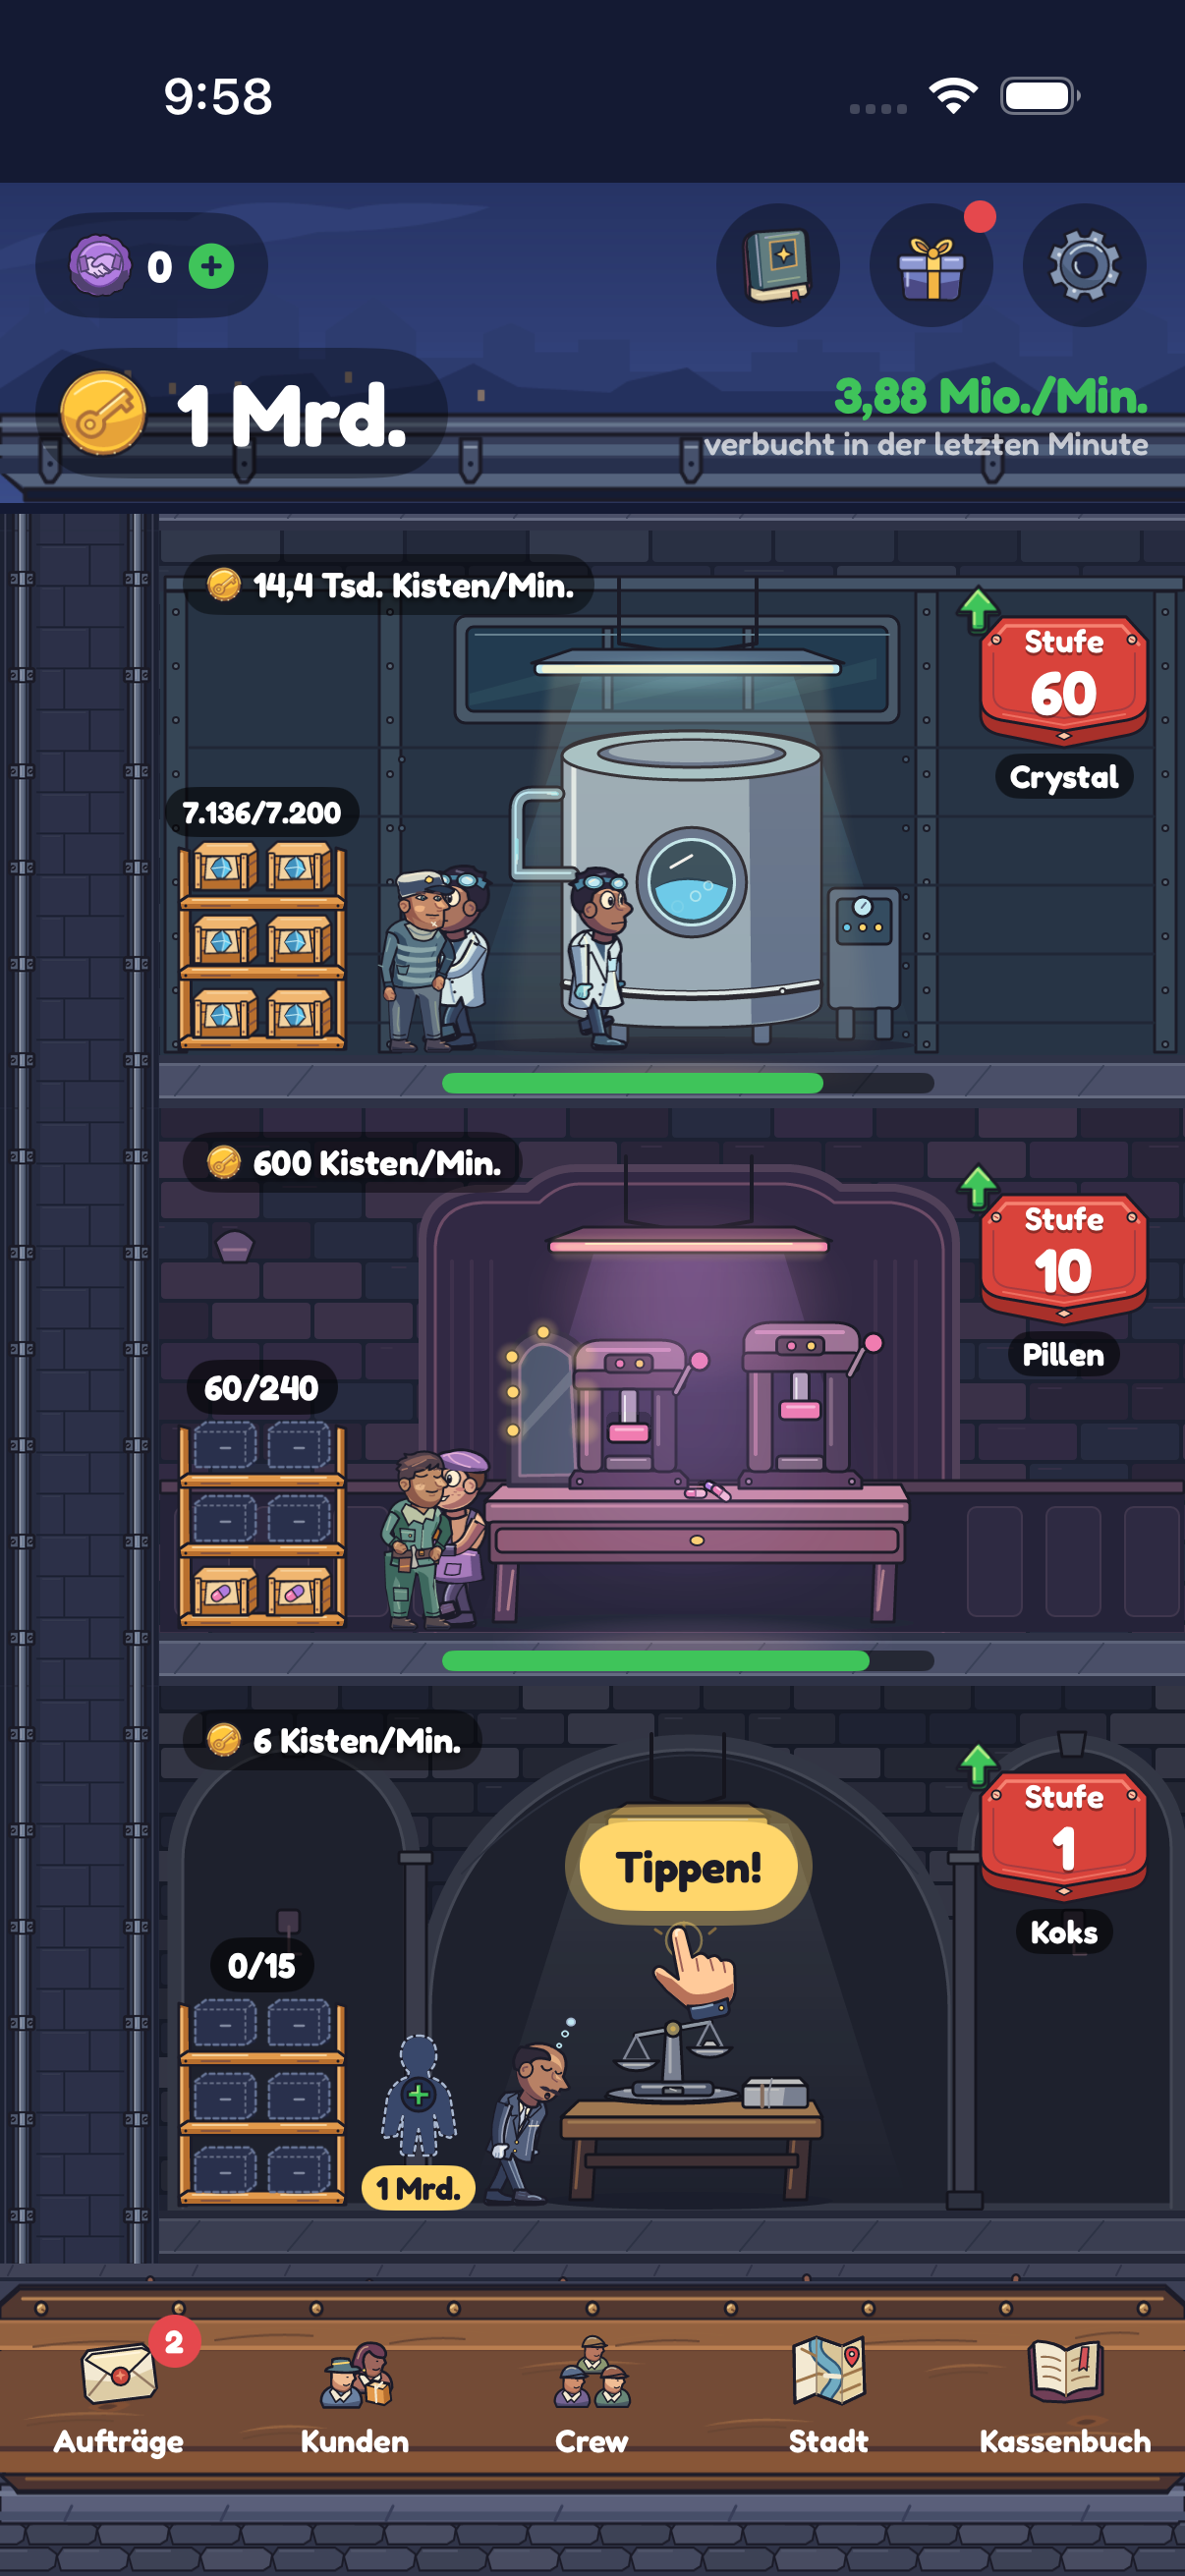 9:58
0
1 Mrd.
3,88 Mio./Min.
verbucht in der letzten Minute
14,4 Tsd. Kisten/Min.
Stufe
60
Crystal
7.136/7.200
600 Kisten/Min.
Stufe
10
Pillen
60/240
6 Kisten/Min.
Stufe
1
Koks
Tippen!
0/15
1 Mrd.
2
Aufträge
Kunden
Crew
Stadt
Kassenbuch